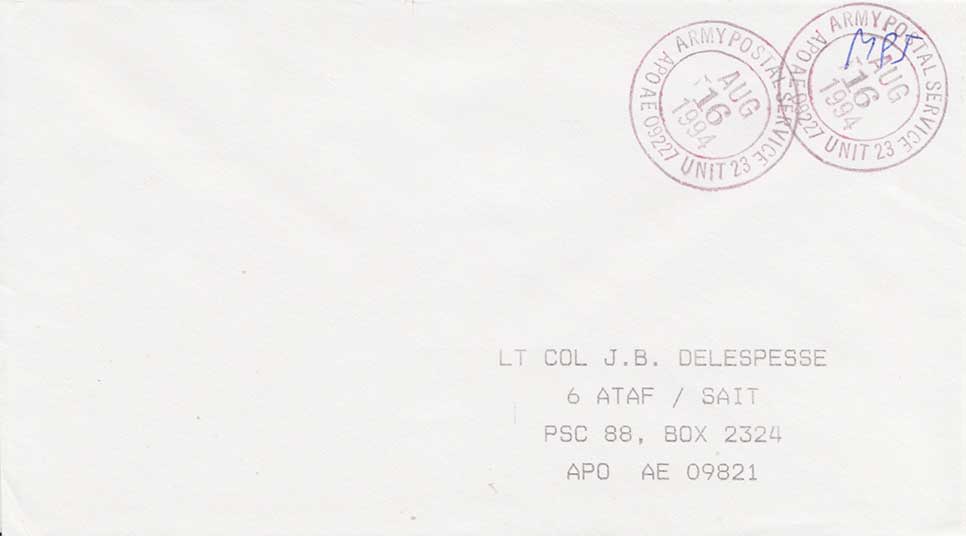 ARMY POSTAL SERVICE
APO AE 09227 UNIT 23
AUG
16
1994
ARMY POSTAL SERVICE
APO AE 09227 UNIT 23
AUG
16
1994
MPS
LT COL J.B. DELESPESSE
6 ATAF / SAIT
PSC 88, BOX 2324
APO AE 09821